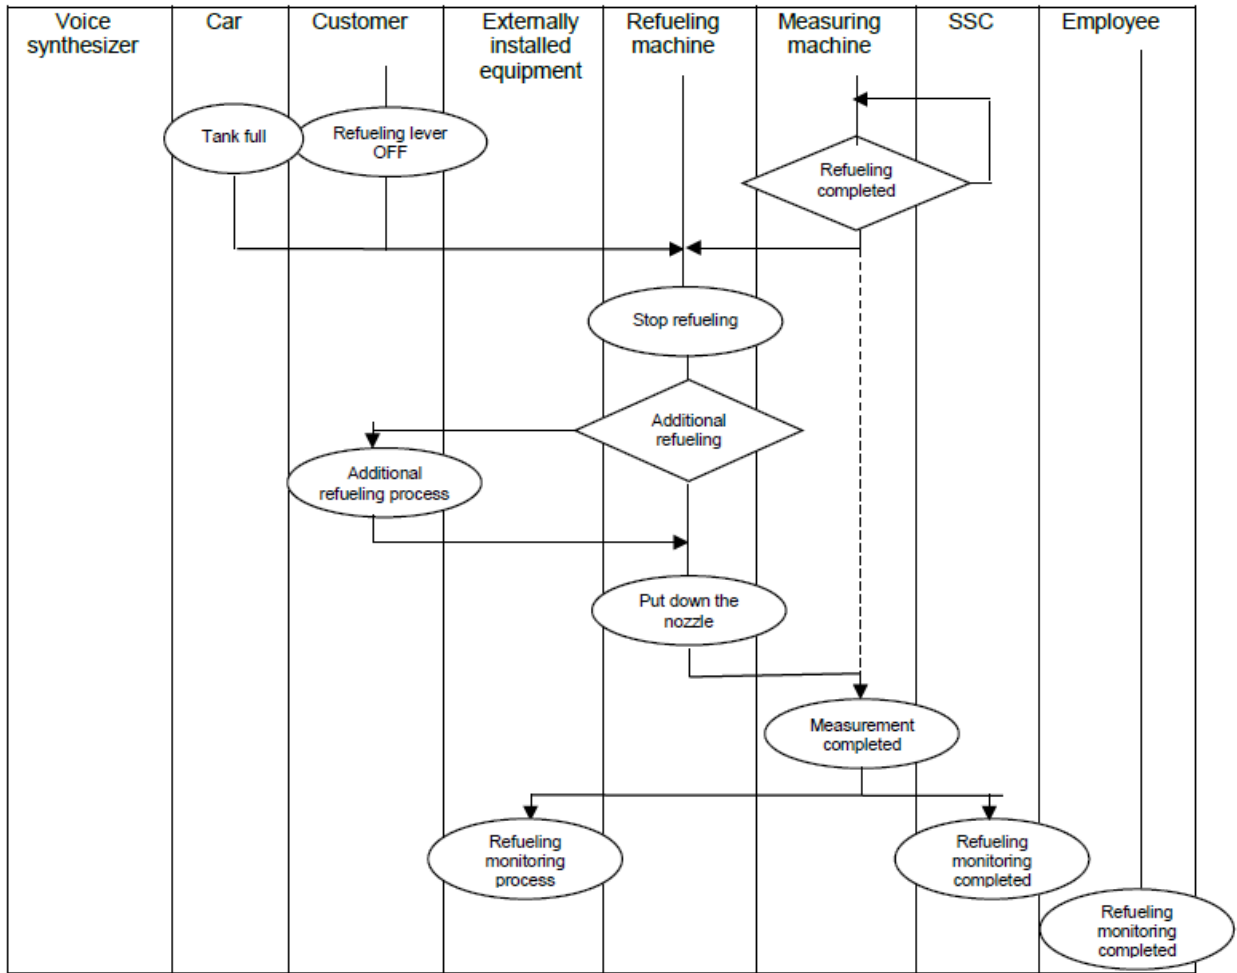 Voice
synthesizer
Car
Customer
Externally
installed
equipment
Refueling
machine
Measuring
machine
SSC
Employee
Tank full
Refueling lever
OFF
Refueling
completed
Stop refueling
Additional
refueling
Additional
refueling process
Put down the
nozzle
Measurement
completed
Refueling
monitoring
process
Refueling
monitoring
completed
Refueling
monitoring
completed